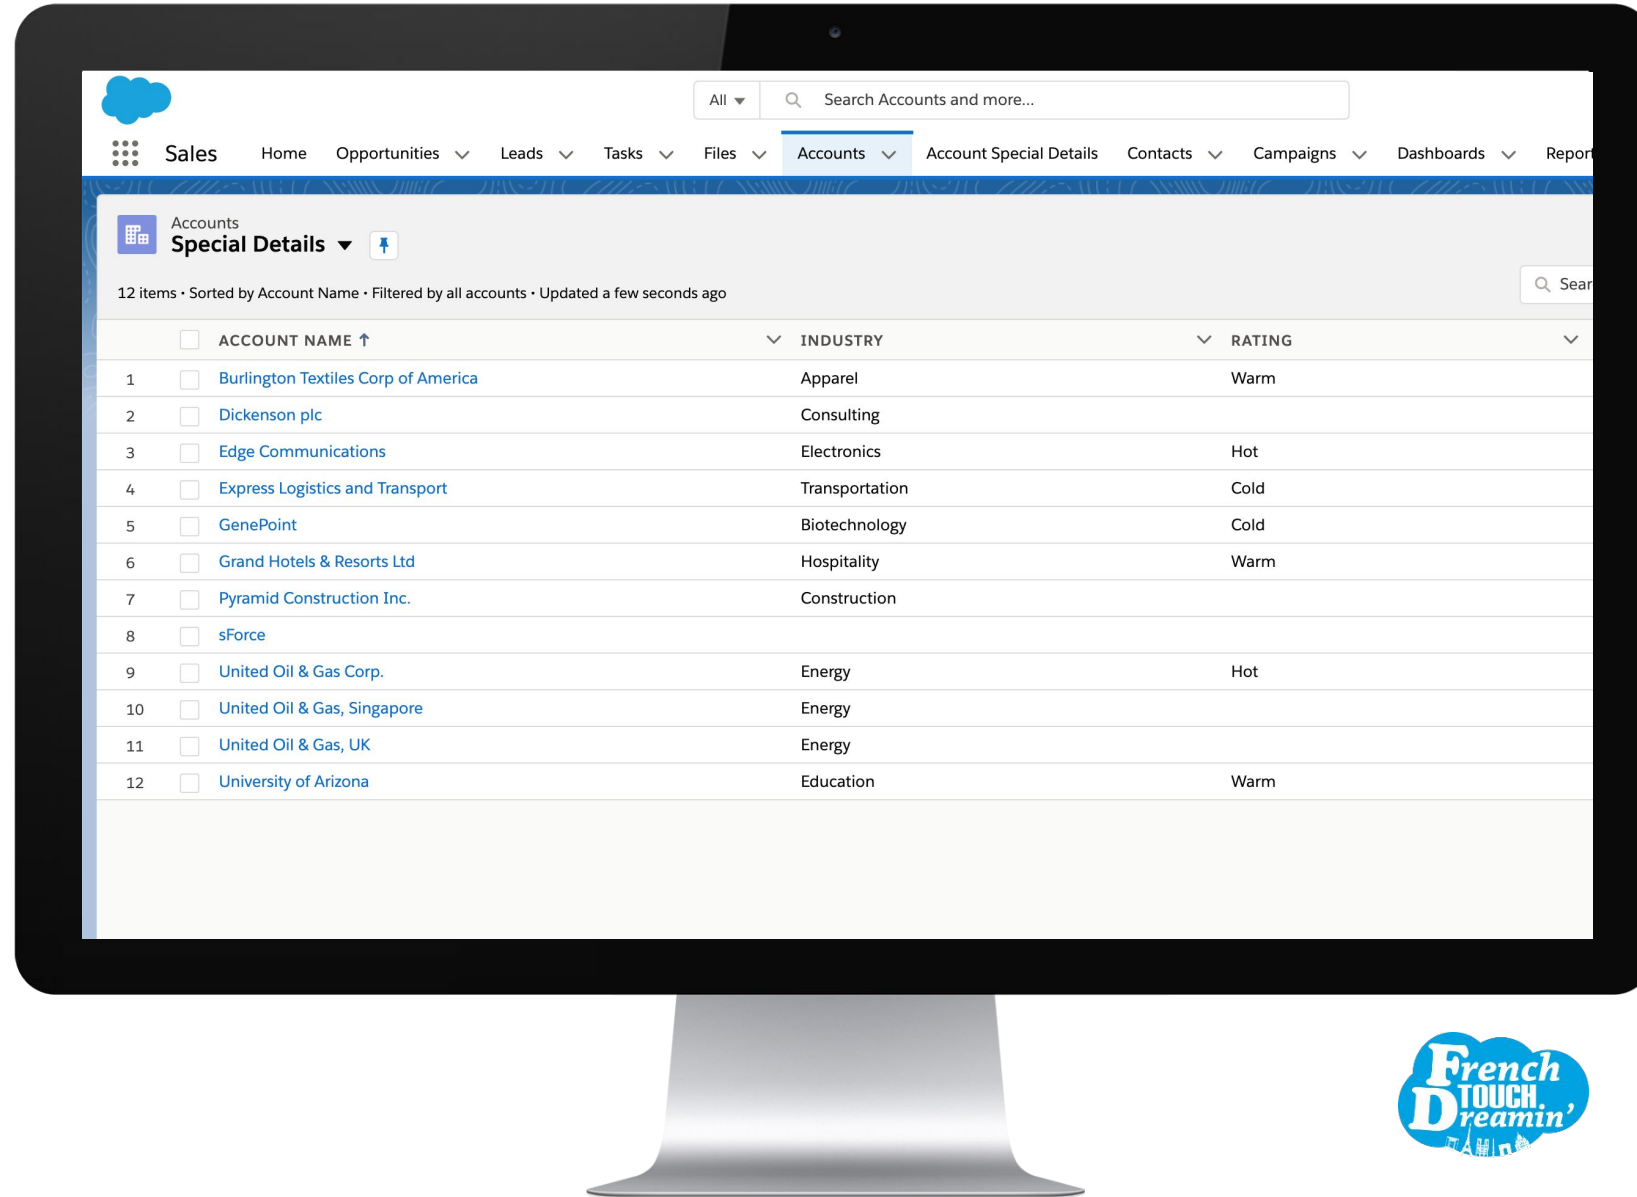 All
Search Accounts and more...
Sales Home Opportunities Leads Tasks Files Accounts Account Special Details Contacts Campaigns Dashboards Report
Accounts
Special Details
12 items • Sorted by Account Name • Filtered by all accounts • Updated a few seconds ago
Sear
ACCOUNT NAME INDUSTRY RATING
1 Burlington Textiles Corp of America Apparel Warm
2 Dickenson plc Consulting
3 Edge Communications Electronics Hot
4 Express Logistics and Transport Transportation Cold
5 GenePoint Biotechnology Cold
6 Grand Hotels & Resorts Ltd Hospitality Warm
7 Pyramid Construction Inc. Construction
8 sForce
9 United Oil & Gas Corp. Energy Hot
10 United Oil & Gas, Singapore Energy
11 United Oil & Gas, UK Energy
12 University of Arizona Education Warm
French
TOUCH
Dreamin'